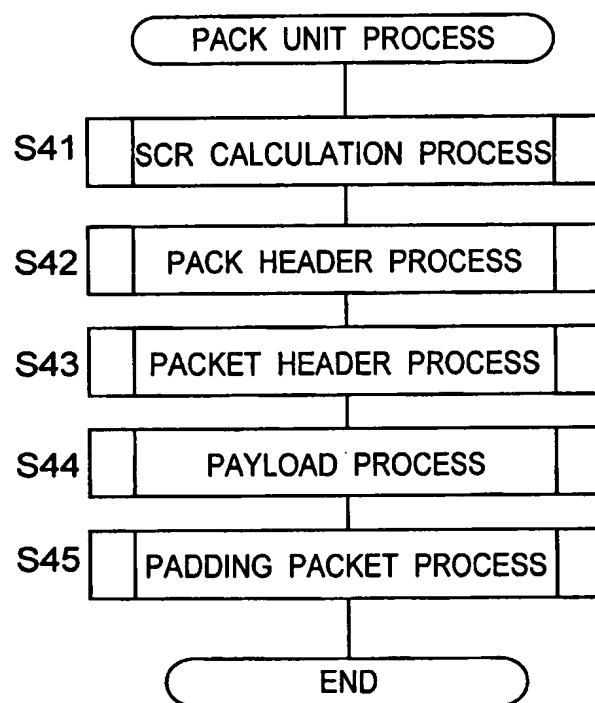 PACK UNIT PROCESS
S41 SCR CALCULATION PROCESS
S42 PACK HEADER PROCESS
S43 PACKET HEADER PROCESS
S44 PAYLOAD PROCESS
S45 PADDING PACKET PROCESS
END